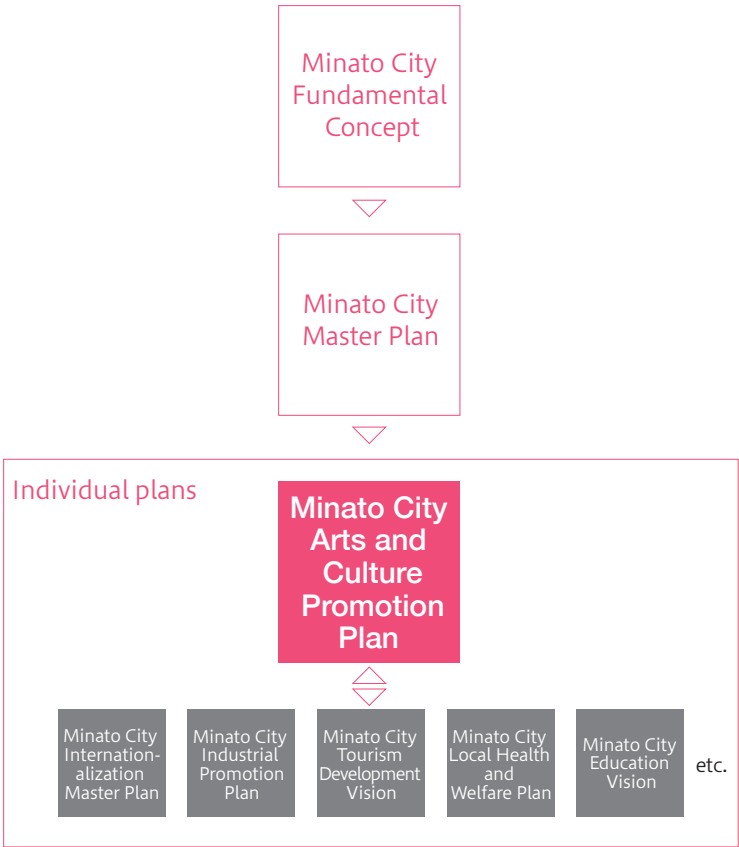 Minato City
Fundamental
Concept
Minato City
Master Plan
Individual plans
Minato City
Arts and
Culture
Promotion
Plan
Minato City
Internation-
alization
Master Plan
Minato City
Industrial
Promotion
Plan
Minato City
Tourism
Development
Vision
Minato City
Local Health
and
Welfare Plan
Minato City
Education
Vision
etc.